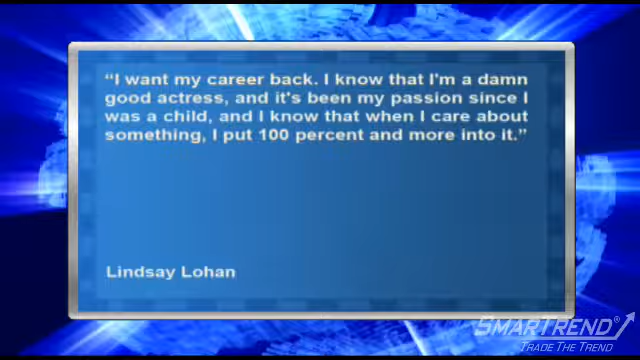 “I want my career back. I know that I'm a damn
good actress, and it's been my passion since I
was a child, and I know that when I care about
something, I put 100 percent and more into it.”
Lindsay Lohan
SMARTREND®
TRADE THE TREND